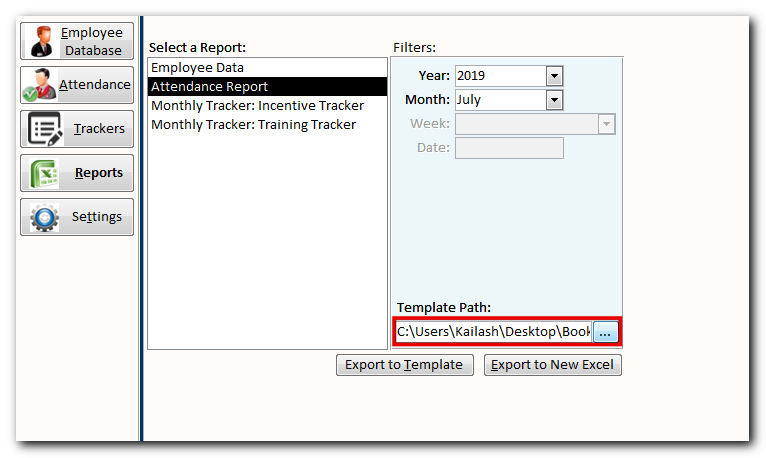 Employee
Database
Attendance
Trackers
Reports
Settings
Select a Report:
Employee Data
Attendance Report
Monthly Tracker: Incentive Tracker
Monthly Tracker: Training Tracker
Filters:
Year: 2019
Month: July
Week:
Date:
Template Path:
C:\Users\Kailash\Desktop\Book ...
Export to Template Export to New Excel